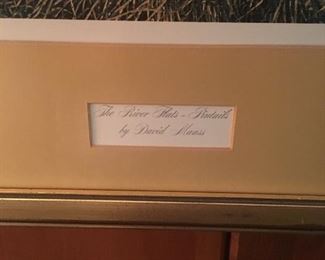 The River Flats - Pintails
by David Maass